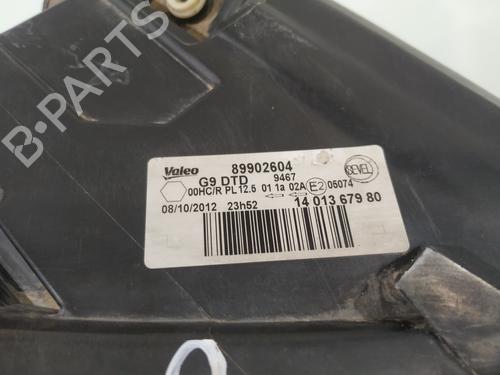 Valeo 89902604
G9 DTD 9467 SEVEL
00HC/R PL 12.5 01 1a 02A E2 05074
08/10/2012 23h52 14 013 679 80
B-PARTS